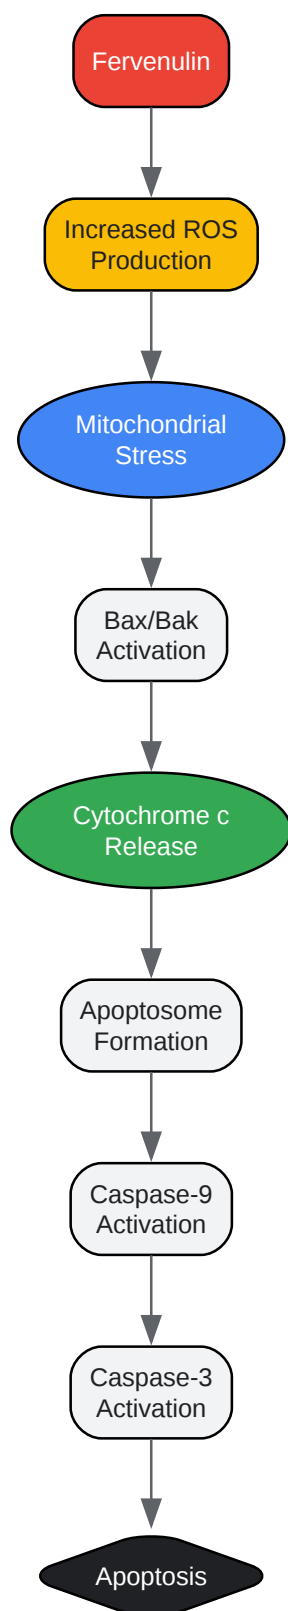 Fervenulin
Increased ROS
Production
Mitochondrial
Stress
Bax/Bak
Activation
Cytochrome c
Release
Apoptosome
Formation
Caspase-9
Activation
Caspase-3
Activation
Apoptosis